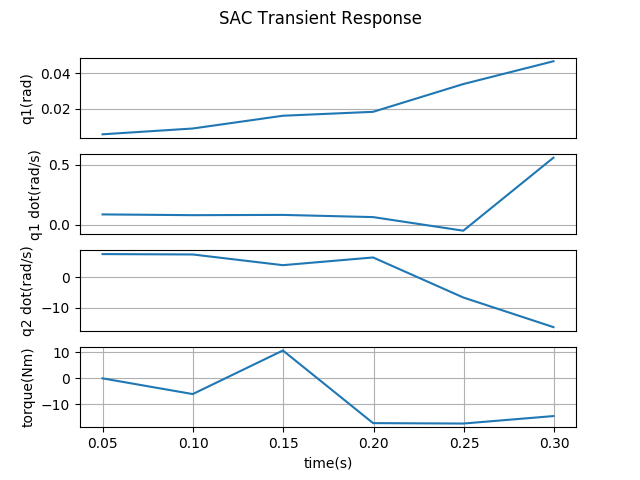 SAC Transient Response
q1(rad)
0.04
0.02
q1 dot(rad/s)
0.5
0.0
q2 dot(rad/s)
0
−10
torque(Nm)
10
0
−10
0.05 0.10 0.15 0.20 0.25 0.30
time(s)